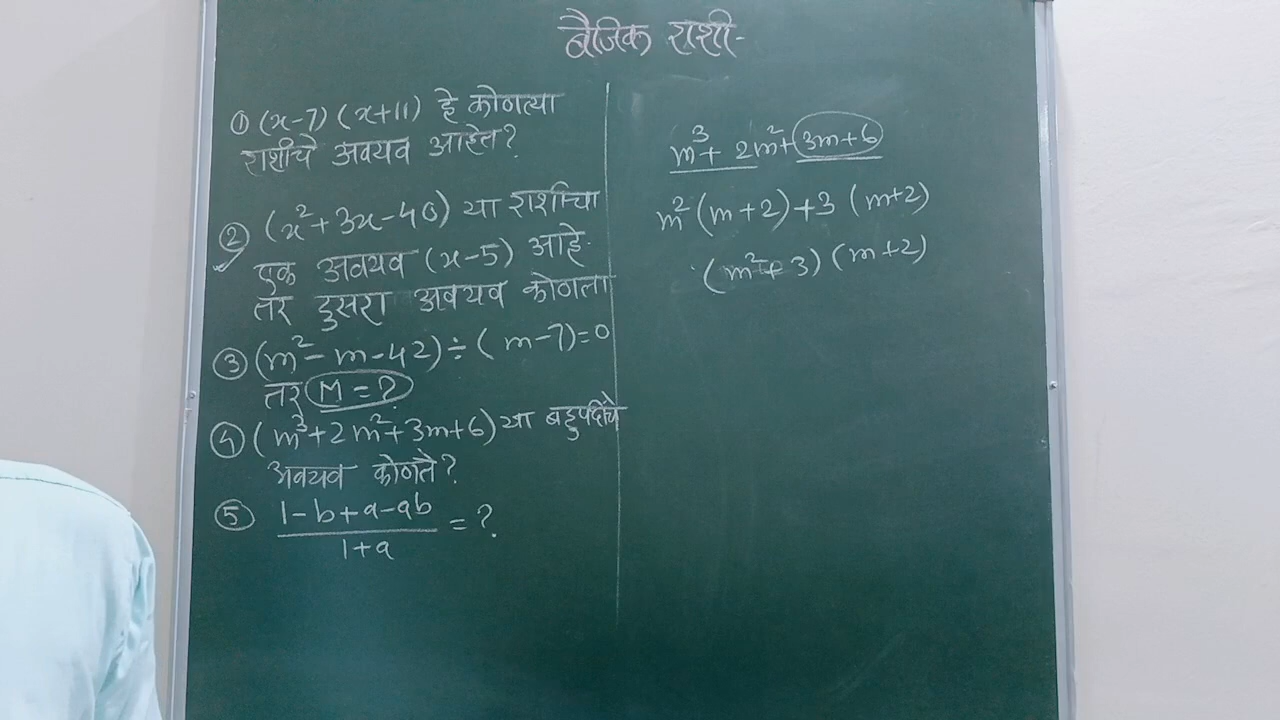 बैजिक राशी-
① (x-7) (x+11) हे कोणत्या
राशीचे अवयव आहेत?
② (x²+3x-40) या राशीचा
एक अवयव (x-5) आहे.
तर दुसरा अवयव कोणता
③ (m²- m-42) ÷ ( m-7)=0
तर M = ?
④ (m³+2m²+3m+6) या बहुपदीचे
अवयव कोणते?
⑤ 1-b+a-ab
= ?
1+a
m³+ 2m²+ 3m+6
m² (m+2)+3 (m+2)
(m²+ 3) (m+2)